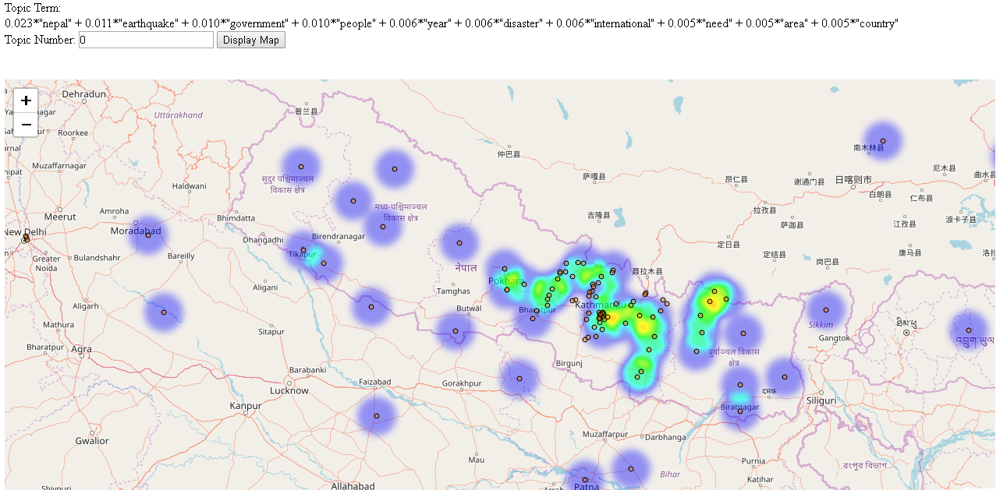 Topic Term:
0.023*"nepal" + 0.011*"earthquake" + 0.010*"government" + 0.010*"people" + 0.006*"year" + 0.006*"disaster" + 0.006*"international" + 0.005*"need" + 0.005*"area" + 0.005*"country"
Topic Number: 0 Display Map
+
−
Dehradun
Uttarakhand
Roorkee
Muzaffarnagar
Haldwani
Meerut
Amroha
Moradabad
New Delhi
Greater
Noida
Bulandshahr
Bareilly
Bhimdatta
Dhangadhi
Birendranagar
Tikapur
सुदुर पश्चिमाञ्चल
विकास क्षेत्र
मध्य-पश्चिमाञ्चल
विकास क्षेत्र
नेपाल
普兰县
仲巴县
萨嘎县
吉隆县
聂拉木县
昂仁县
谢通门县
日喀则市
南木林县
尼木县
曲水县
白朗县
仁布县
拉孜县
萨迦县
江孜县
浪卡子县
定日县
定结县
岗巴县
康马县
Pokhara
Tamghas
Butwāl
Bharatpur
Kathmandu
Birgunj
Aligarh
Aligani
Mathura
Bharatpur
Agra
Sitapur
Barabanki
Lucknow
Faizabad
Gorakhpur
Kanpur
Gwalior
Allahabad
Mau
Muzaffarpur
Darbhanga
Bihar
Patna
पुर्वाञ्चल विकास
क्षेत्र
दमक
Biratnagar
Siliguri
Sikkim
Gangtok
Purnia
Katihar
রংপুর বিভাগ
ཐིམ་ཕུ